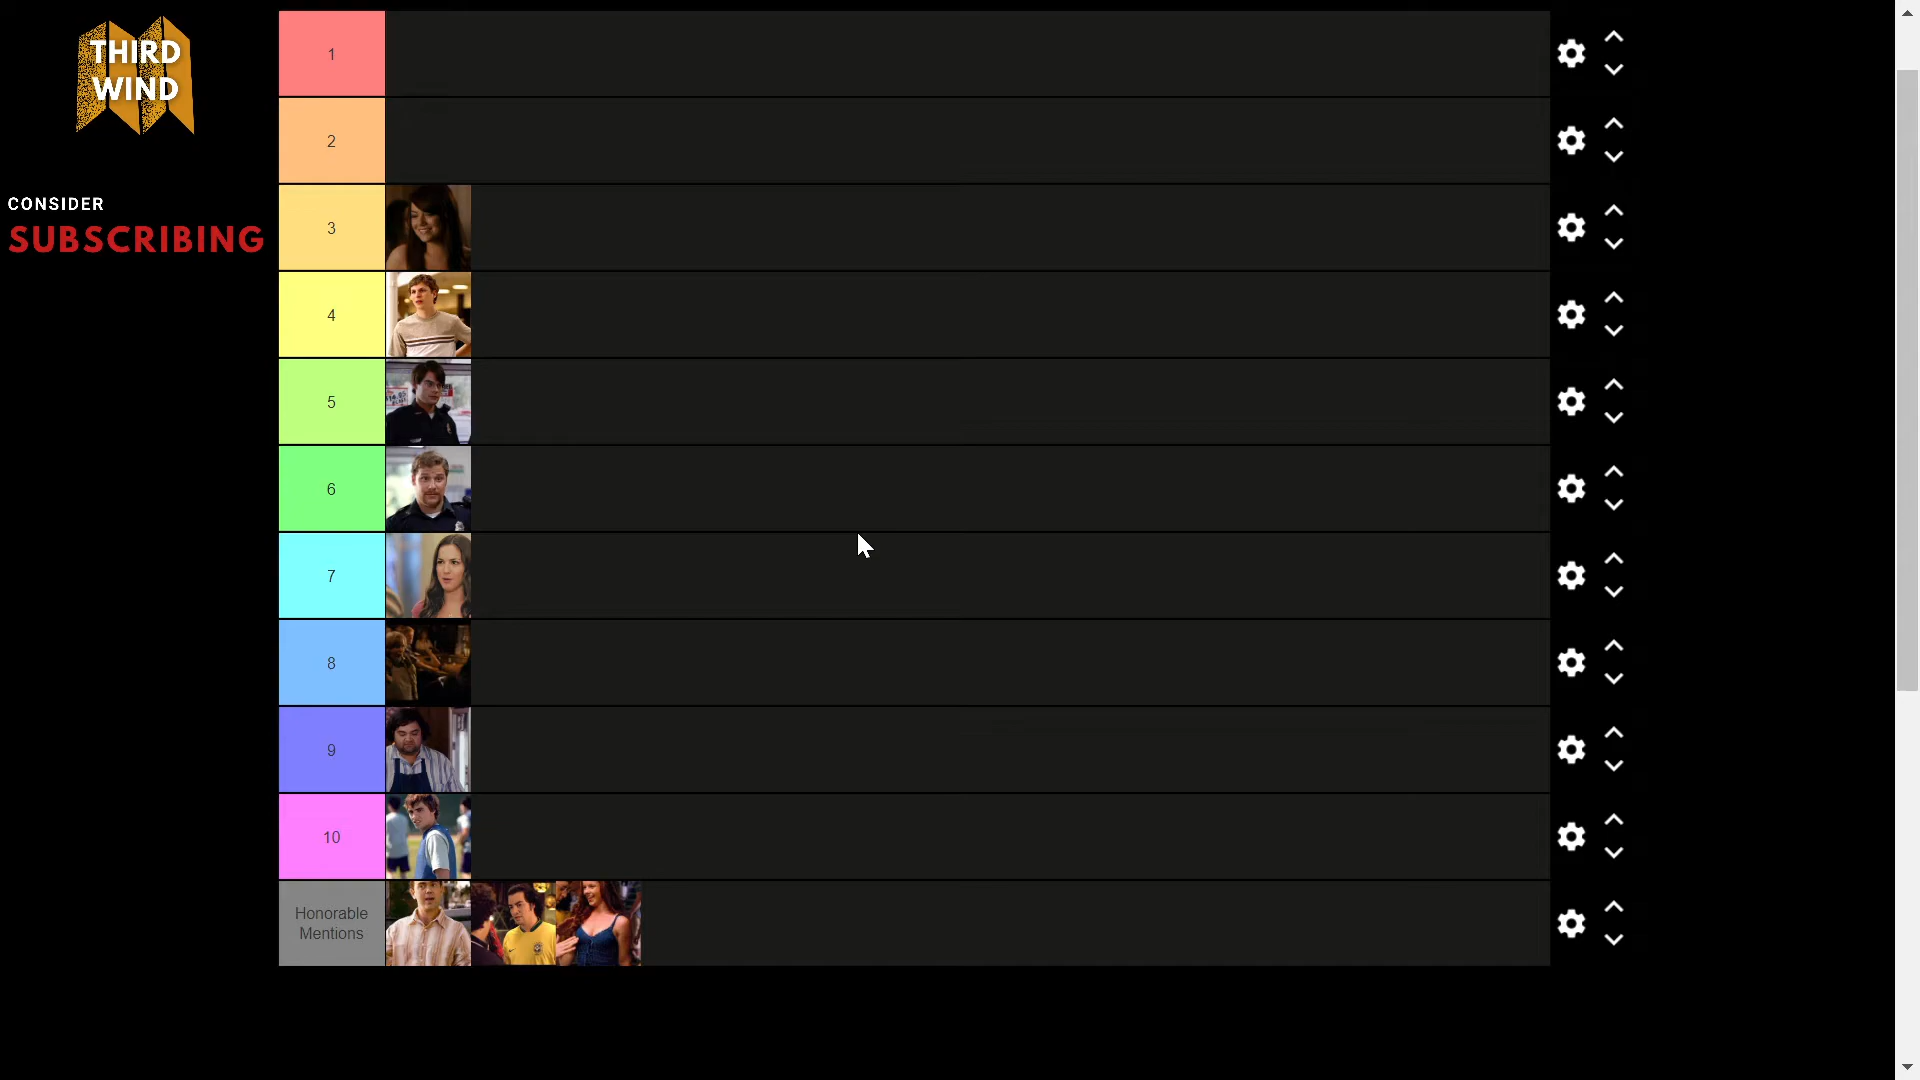 THIRD
WIND
CONSIDER
SUBSCRIBING
1
2
3
4
5
6
7
8
9
10
Honorable
Mentions